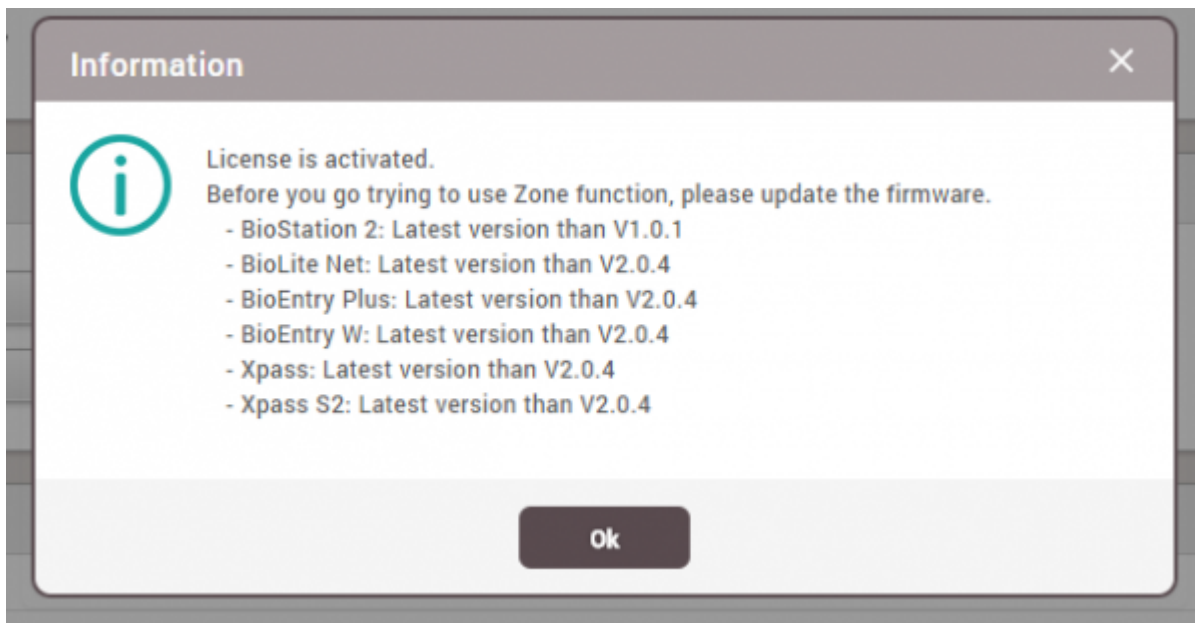 Information
License is activated.
Before you go trying to use Zone function, please update the firmware.
- BioStation 2: Latest version than V1.0.1
- BioLite Net: Latest version than V2.0.4
- BioEntry Plus: Latest version than V2.0.4
- BioEntry W: Latest version than V2.0.4
- Xpass: Latest version than V2.0.4
- Xpass S2: Latest version than V2.0.4
Ok